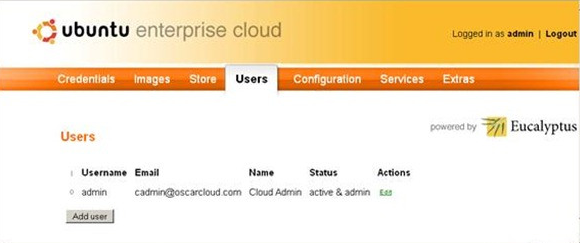 ubuntu enterprise cloud
Logged in as admin | Logout
Credentials Images Store Users Configuration Services Extras
powered by Eucalyptus
Users
Username Email Name Status Actions
admin cadmin@oscarcloud.com Cloud Admin active & admin Edit
Add user